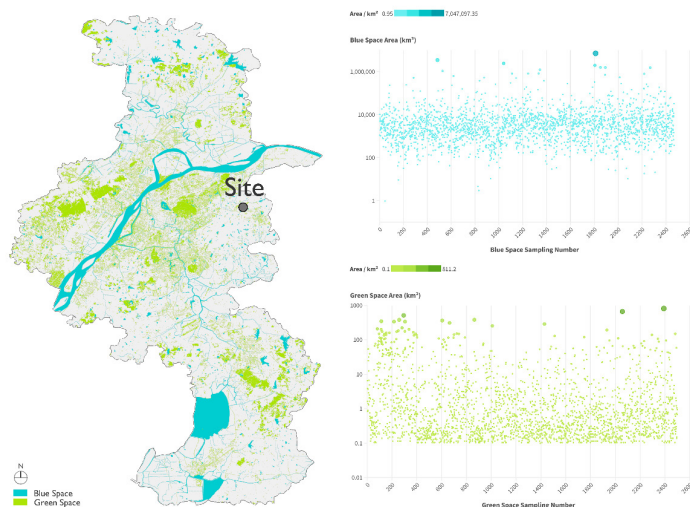 Site
N
Blue Space
Green Space
Area / km² 0.95 7,047,097.35
Blue Space Area (km²)
1,000,000
10,000
100
1
0 200 400 600 800 1000 1200 1400 1600 1800 2000 2200 2400 2600
Blue Space Sampling Number
Area / km² 0.1 811.2
Green Space Area (km²)
1000
100
10
1
0.1
0.01
0 200 400 600 800 1000 1200 1400 1600 1800 2000 2200 2400 2600
Green Space Sampling Number